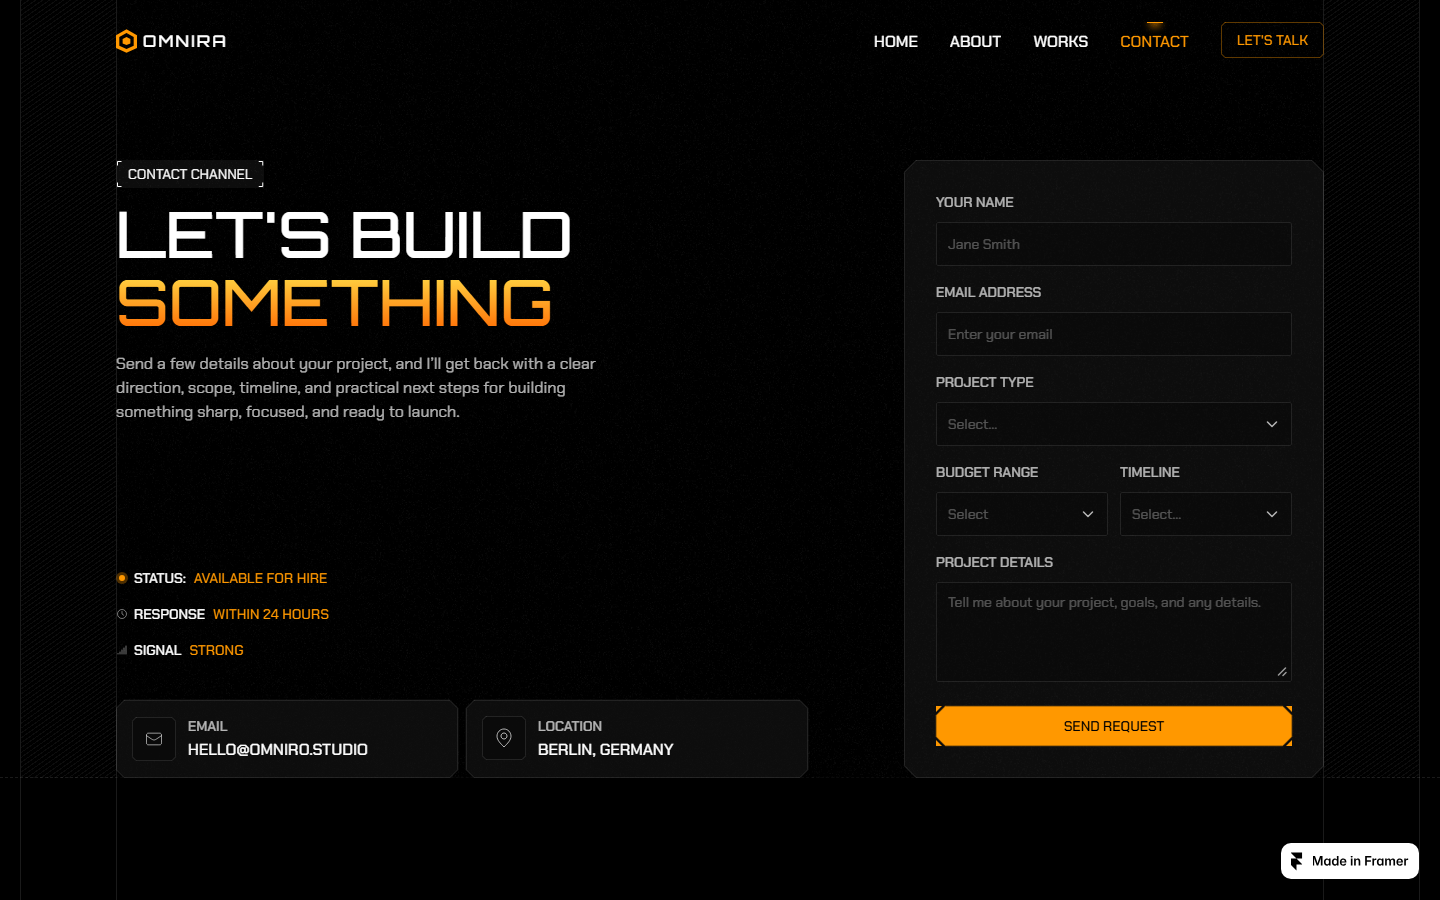 OMNIRA
HOME
ABOUT
WORKS
CONTACT
LET'S TALK
CONTACT CHANNEL
LET'S BUILD
SOMETHING
Send a few details about your project, and I'll get back with a clear
direction, scope, timeline, and practical next steps for building
something sharp, focused, and ready to launch.
STATUS: AVAILABLE FOR HIRE
RESPONSE WITHIN 24 HOURS
SIGNAL STRONG
EMAIL
HELLO@OMNIRO.STUDIO
LOCATION
BERLIN, GERMANY
YOUR NAME
Jane Smith
EMAIL ADDRESS
Enter your email
PROJECT TYPE
Select...
BUDGET RANGE
Select
TIMELINE
Select...
PROJECT DETAILS
Tell me about your project, goals, and any details.
SEND REQUEST
Made in Framer